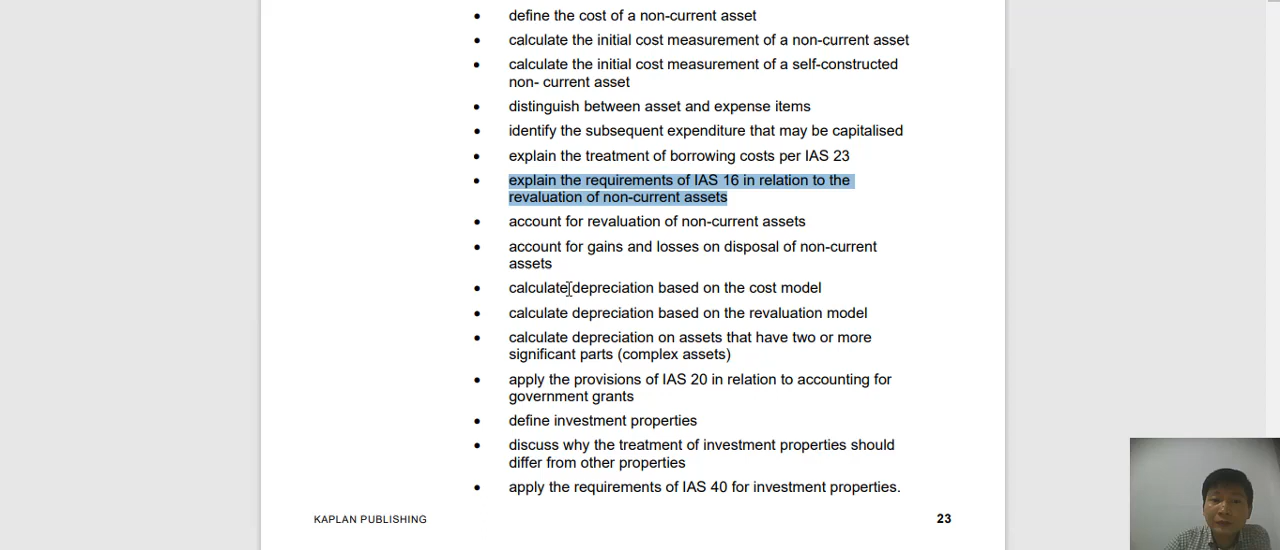 • define the cost of a non-current asset
• calculate the initial cost measurement of a non-current asset
• calculate the initial cost measurement of a self-constructed
non- current asset
• distinguish between asset and expense items
• identify the subsequent expenditure that may be capitalised
• explain the treatment of borrowing costs per IAS 23
• explain the requirements of IAS 16 in relation to the
revaluation of non-current assets
• account for revaluation of non-current assets
• account for gains and losses on disposal of non-current
assets
• calculate depreciation based on the cost model
• calculate depreciation based on the revaluation model
• calculate depreciation on assets that have two or more
significant parts (complex assets)
• apply the provisions of IAS 20 in relation to accounting for
government grants
• define investment properties
• discuss why the treatment of investment properties should
differ from other properties
• apply the requirements of IAS 40 for investment properties.
KAPLAN PUBLISHING 23